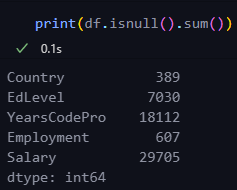 print(df.isnull().sum())
✓ 0.1s
Country 389
EdLevel 7030
YearsCodePro 18112
Employment 607
Salary 29705
dtype: int64